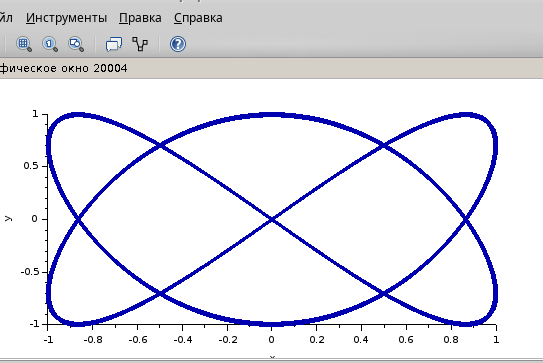 йл Инструменты Правка Справка
фическое окно 20004
1
0.5
0
-0.5
-1
y
-1 -0.8 -0.6 -0.4 -0.2 0 0.2 0.4 0.6 0.8 1